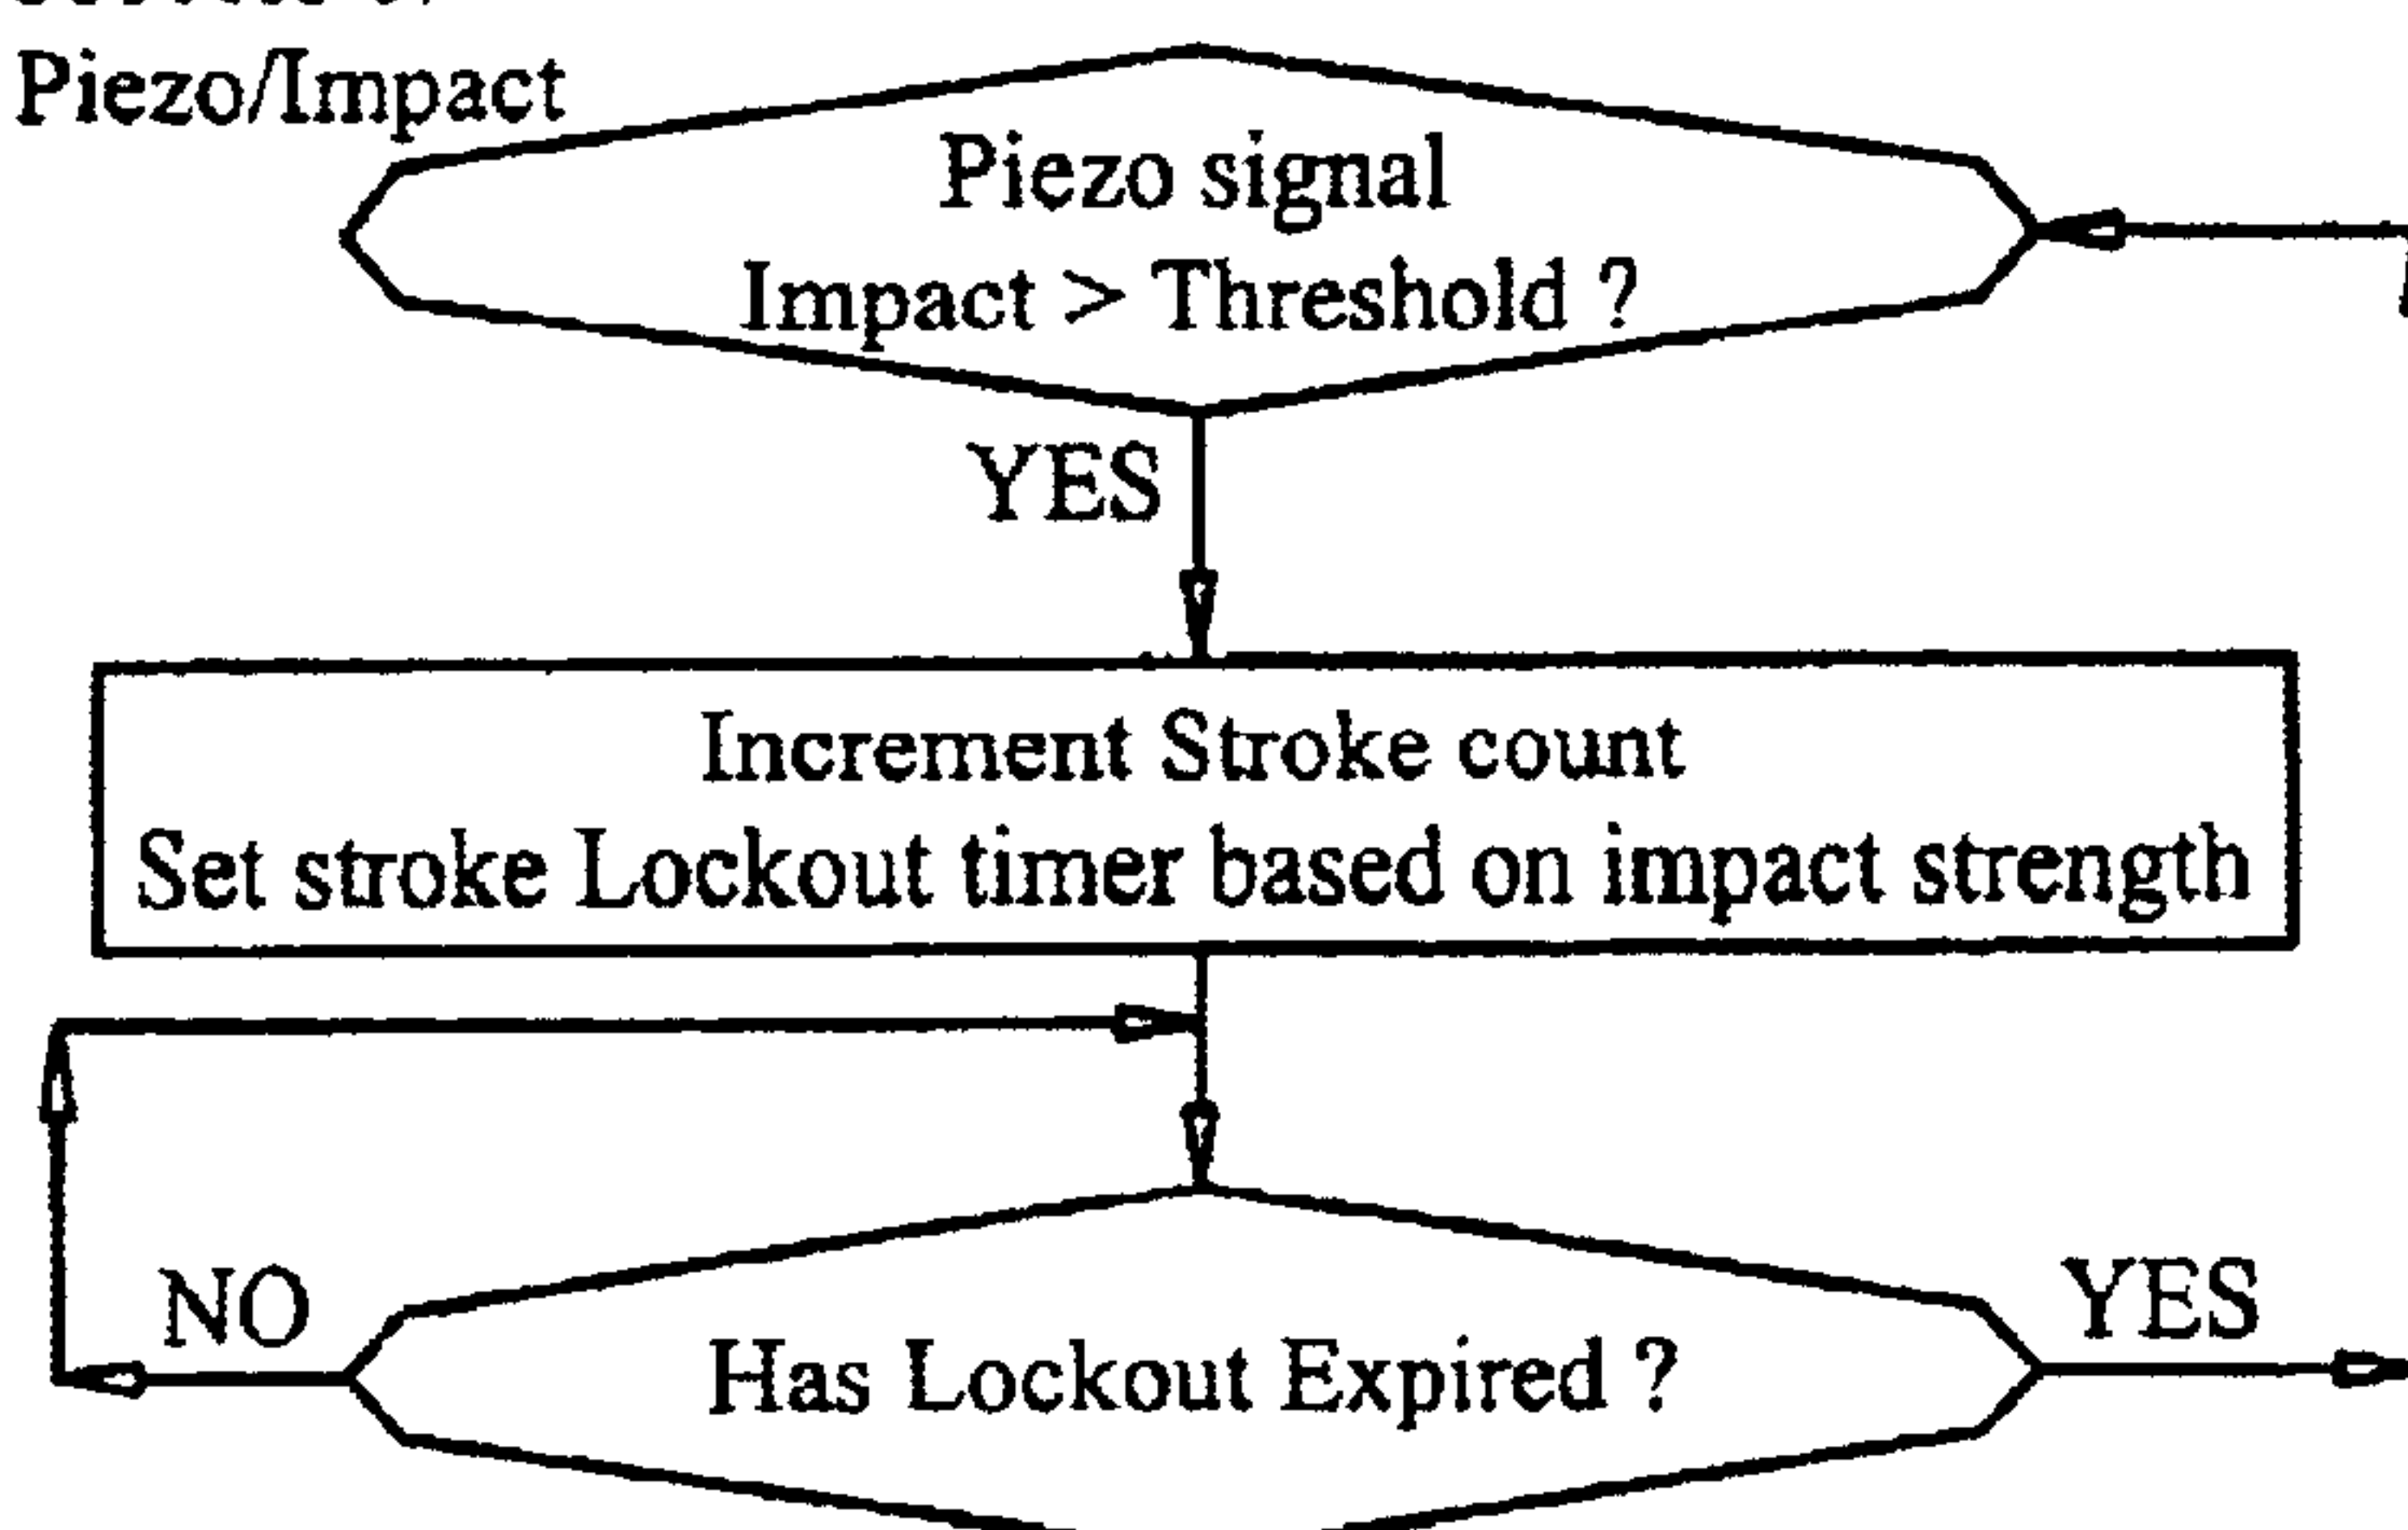 Piezo/Impact
Piezo signal
Impact > Threshold ?
YES
Increment Stroke count
Set stroke Lockout timer based on impact strength
NO
YES
Has Lockout Expired ?